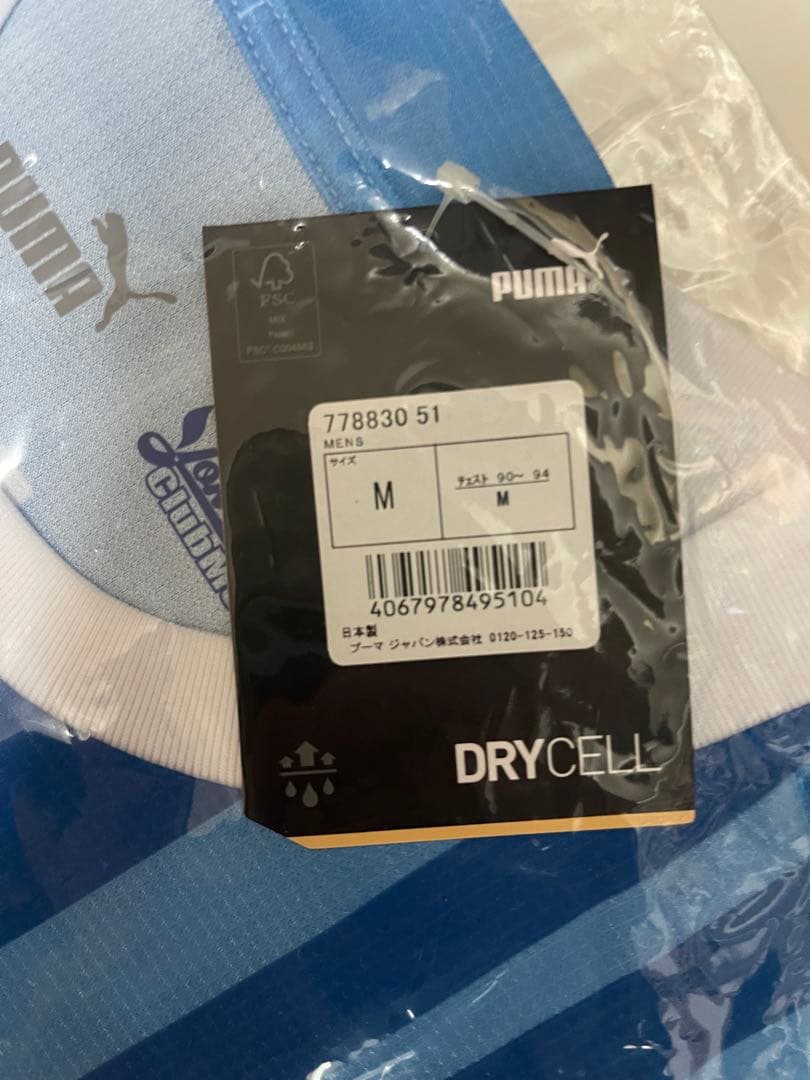 PUMA
FSC
MIX
PUMA
778830 51
MENS
サイズ
M
チェスト 90～ 94
M
4067978495104
日本製
プーマ ジャパン株式会社 0120-125-150
DRYCELL